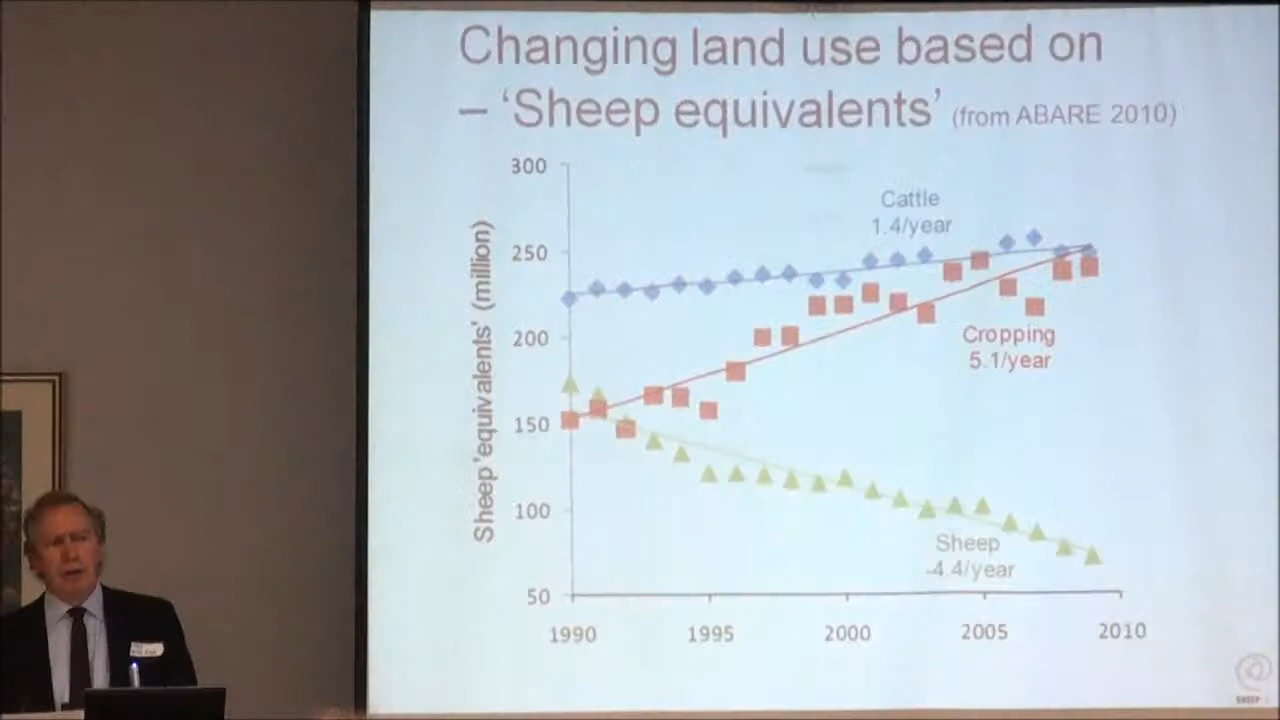 Changing land use based on
– ‘Sheep equivalents’ (from ABARE 2010)
300
250
200
150
100
50
Sheep 'equivalents' (million)
Cattle
1.4/year
Cropping
5.1/year
Sheep
-4.4/year
1990 1995 2000 2005 2010
SHEEP